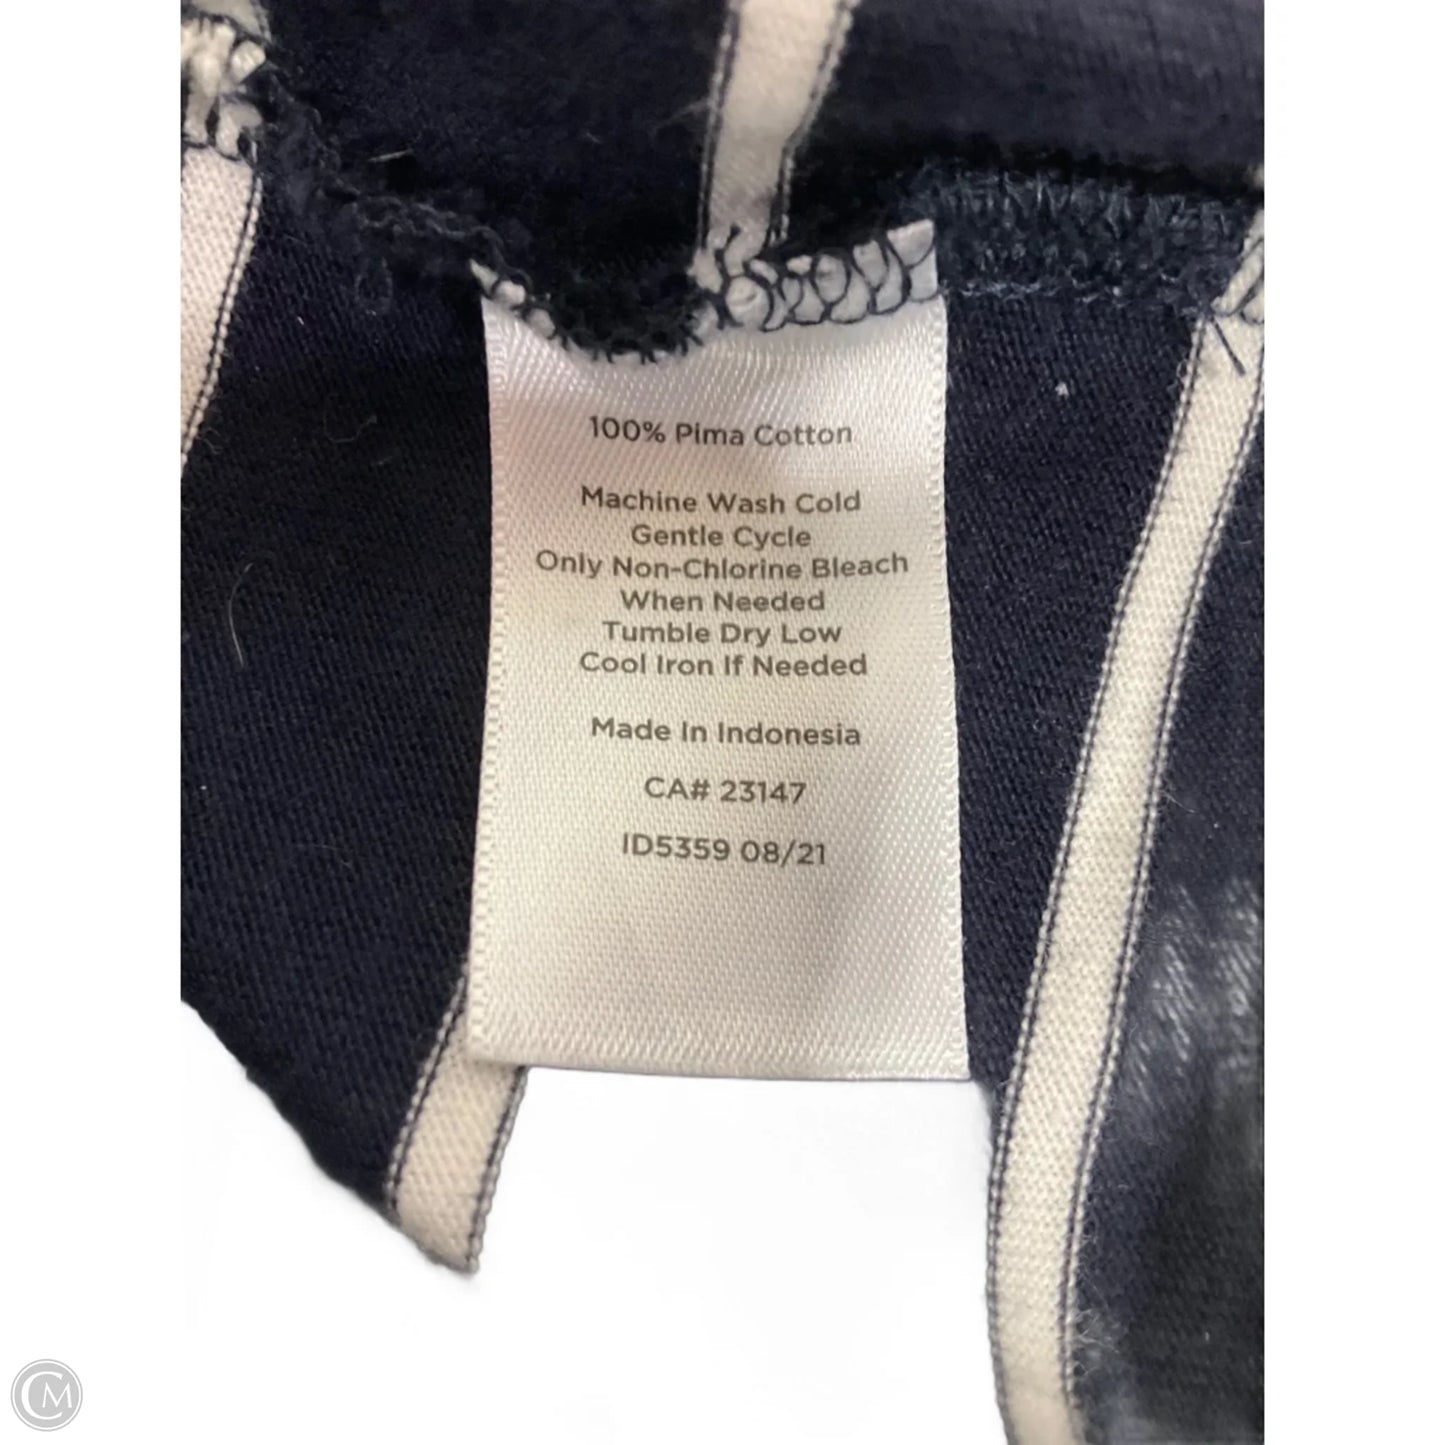 100% Pima Cotton
Machine Wash Cold
Gentle Cycle
Only Non-Chlorine Bleach
When Needed
Tumble Dry Low
Cool Iron If Needed
Made In Indonesia
CA# 23147
ID5359 08/21
CM